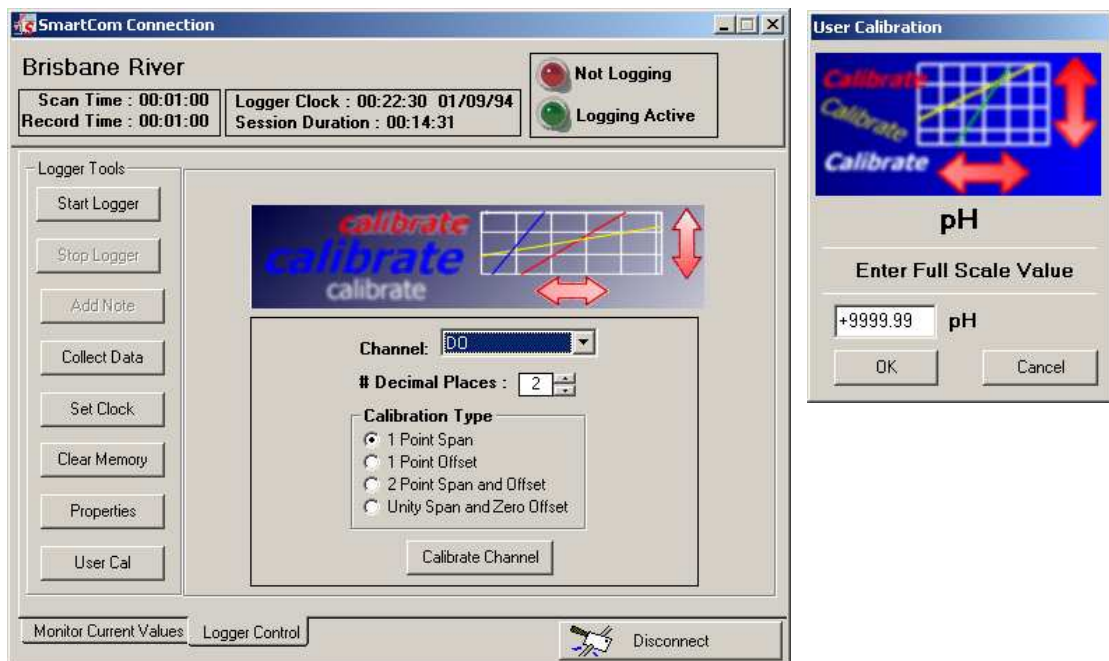 SmartCom Connection
Brisbane River
Scan Time : 00:01:00
Record Time : 00:01:00
Logger Clock : 00:22:30 01/09/94
Session Duration : 00:14:31
Not Logging
Logging Active
Logger Tools
Start Logger
Stop Logger
Add Note
Collect Data
Set Clock
Clear Memory
Properties
User Cal
calibrate
calibrate
calibrate
Channel: DO
# Decimal Places : 2
Calibration Type
1 Point Span
1 Point Offset
2 Point Span and Offset
Unity Span and Zero Offset
Calibrate Channel
Monitor Current Values
Logger Control
Disconnect
User Calibration
Calibrate
Calibrate
Calibrate
pH
Enter Full Scale Value
+9999.99 pH
OK
Cancel